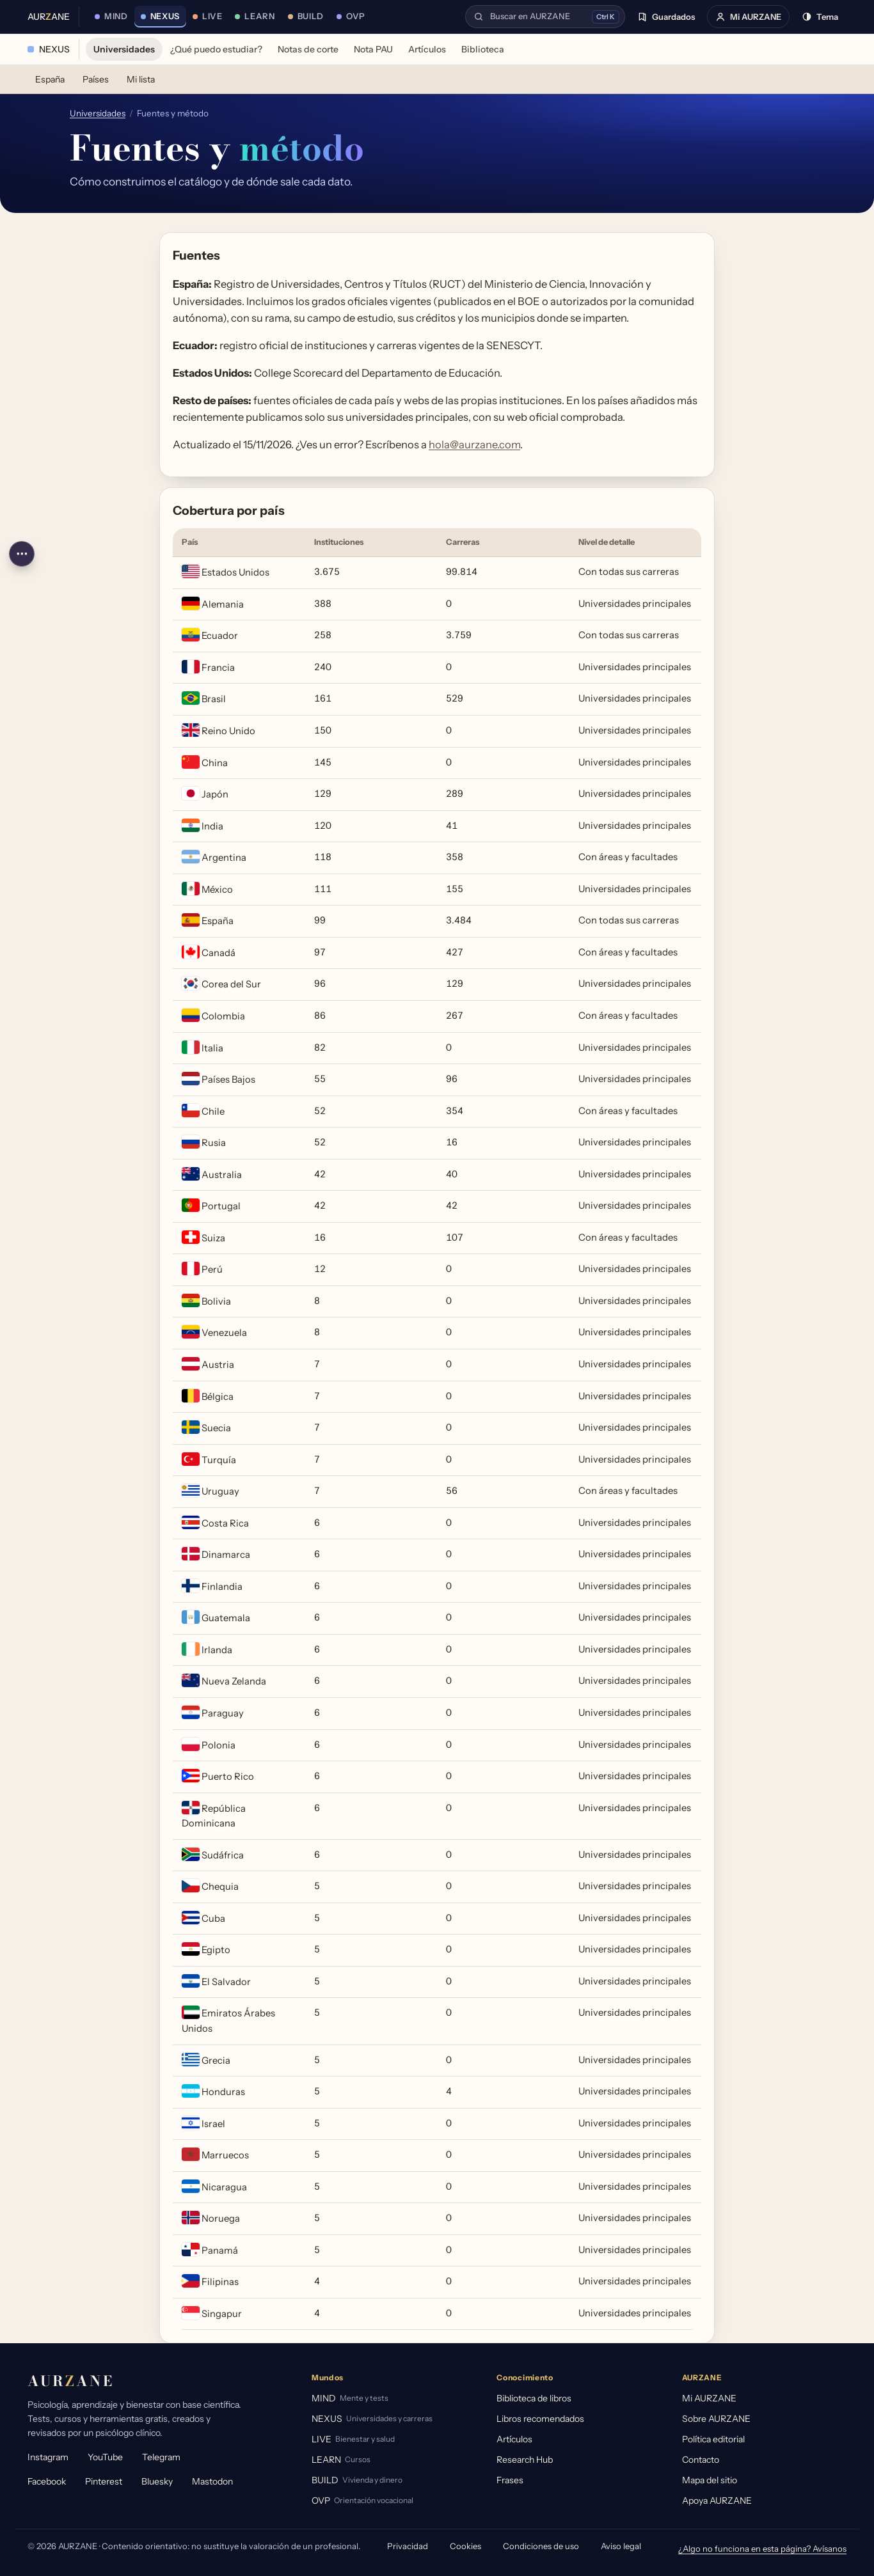 AURZANE MIND NEXUS LIVE LEARN BUILD OVP Buscar en AURZANE Ctrl K Guardados Mi AURZANE Tema
NEXUS Universidades ¿Qué puedo estudiar? Notas de corte Nota PAU Artículos Biblioteca
España Países Mi lista
Universidades / Fuentes y método
Fuentes y método
Cómo construimos el catálogo y de dónde sale cada dato.
Fuentes
España: Registro de Universidades, Centros y Títulos (RUCT) del Ministerio de Ciencia, Innovación y
Universidades. Incluimos los grados oficiales vigentes (publicados en el BOE o autorizados por la comunidad
autónoma), con su rama, su campo de estudio, sus créditos y los municipios donde se imparten.
Ecuador: registro oficial de instituciones y carreras vigentes de la SENESCYT.
Estados Unidos: College Scorecard del Departamento de Educación.
Resto de países: fuentes oficiales de cada país y webs de las propias instituciones. En los países añadidos más
recientemente publicamos solo sus universidades principales, con su web oficial comprobada.
Actualizado el 15/11/2026. ¿Ves un error? Escríbenos a hola@aurzane.com.
Cobertura por país
País Instituciones Carreras Nivel de detalle
Estados Unidos 3.675 99.814 Con todas sus carreras
Alemania 388 0 Universidades principales
Ecuador 258 3.759 Con todas sus carreras
Francia 240 0 Universidades principales
Brasil 161 529 Universidades principales
Reino Unido 150 0 Universidades principales
China 145 0 Universidades principales
Japón 129 289 Universidades principales
India 120 41 Universidades principales
Argentina 118 358 Con áreas y facultades
México 111 155 Universidades principales
España 99 3.484 Con todas sus carreras
Canadá 97 427 Con áreas y facultades
Corea del Sur 96 129 Universidades principales
Colombia 86 267 Con áreas y facultades
Italia 82 0 Universidades principales
Países Bajos 55 96 Universidades principales
Chile 52 354 Con áreas y facultades
Rusia 52 16 Universidades principales
Australia 42 40 Universidades principales
Portugal 42 42 Universidades principales
Suiza 16 107 Con áreas y facultades
Perú 12 0 Universidades principales
Bolivia 8 0 Universidades principales
Venezuela 8 0 Universidades principales
Austria 7 0 Universidades principales
Bélgica 7 0 Universidades principales
Suecia 7 0 Universidades principales
Turquía 7 0 Universidades principales
Uruguay 7 56 Con áreas y facultades
Costa Rica 6 0 Universidades principales
Dinamarca 6 0 Universidades principales
Finlandia 6 0 Universidades principales
Guatemala 6 0 Universidades principales
Irlanda 6 0 Universidades principales
Nueva Zelanda 6 0 Universidades principales
Paraguay 6 0 Universidades principales
Polonia 6 0 Universidades principales
Puerto Rico 6 0 Universidades principales
República 6 0 Universidades principales
Dominicana
Sudáfrica 6 0 Universidades principales
Chequia 5 0 Universidades principales
Cuba 5 0 Universidades principales
Egipto 5 0 Universidades principales
El Salvador 5 0 Universidades principales
Emiratos Árabes 5 0 Universidades principales
Unidos
Grecia 5 0 Universidades principales
Honduras 5 4 Universidades principales
Israel 5 0 Universidades principales
Marruecos 5 0 Universidades principales
Nicaragua 5 0 Universidades principales
Noruega 5 0 Universidades principales
Panamá 5 0 Universidades principales
Filipinas 4 0 Universidades principales
Singapur 4 0 Universidades principales
AURZANE
Psicología, aprendizaje y bienestar con base científica.
Tests, cursos y herramientas gratis, creados y
revisados por un psicólogo clínico.
Instagram YouTube Telegram
Facebook Pinterest Bluesky Mastodon
Mundos
MIND Mente y tests
NEXUS Universidades y carreras
LIVE Bienestar y salud
LEARN Cursos
BUILD Vivienda y dinero
OVP Orientación vocacional
Conocimiento
Biblioteca de libros
Libros recomendados
Artículos
Research Hub
Frases
AURZANE
Mi AURZANE
Sobre AURZANE
Política editorial
Contacto
Mapa del sitio
Apoya AURZANE
© 2026 AURZANE · Contenido orientativo: no sustituye la valoración de un profesional. Privacidad Cookies Condiciones de uso Aviso legal ¿Algo no funciona en esta página? Avísanos